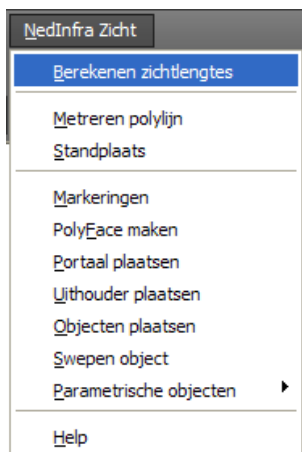 NedInfra Zicht
Berekenen zichtlengtes
Metreren polylijn
Standplaats
Markeringen
PolyFace maken
Portaal plaatsen
Uithouder plaatsen
Objecten plaatsen
Swepen object
Parametrische objecten
Help